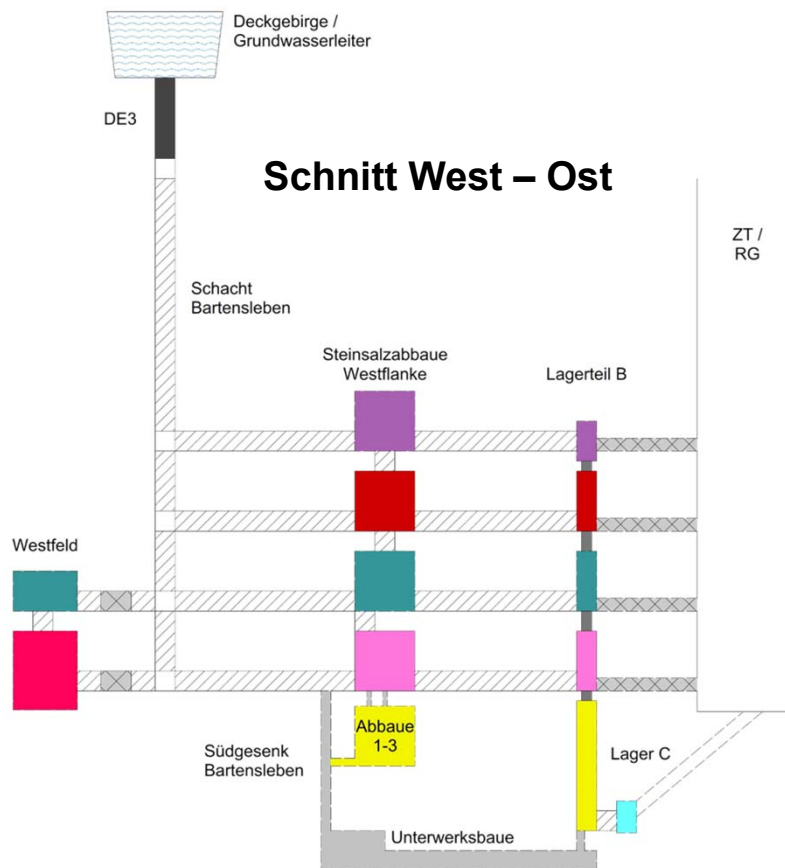 Deckgebirge /
Grundwasserleiter
DE3
Schnitt West – Ost
ZT /
RG
Schacht
Bartensleben
Steinsalzabbaue
Westflanke
Lagerteil B
Westfeld
Abbaue
1-3
Südgesenk
Bartensleben
Lager C
Unterwerksbaue